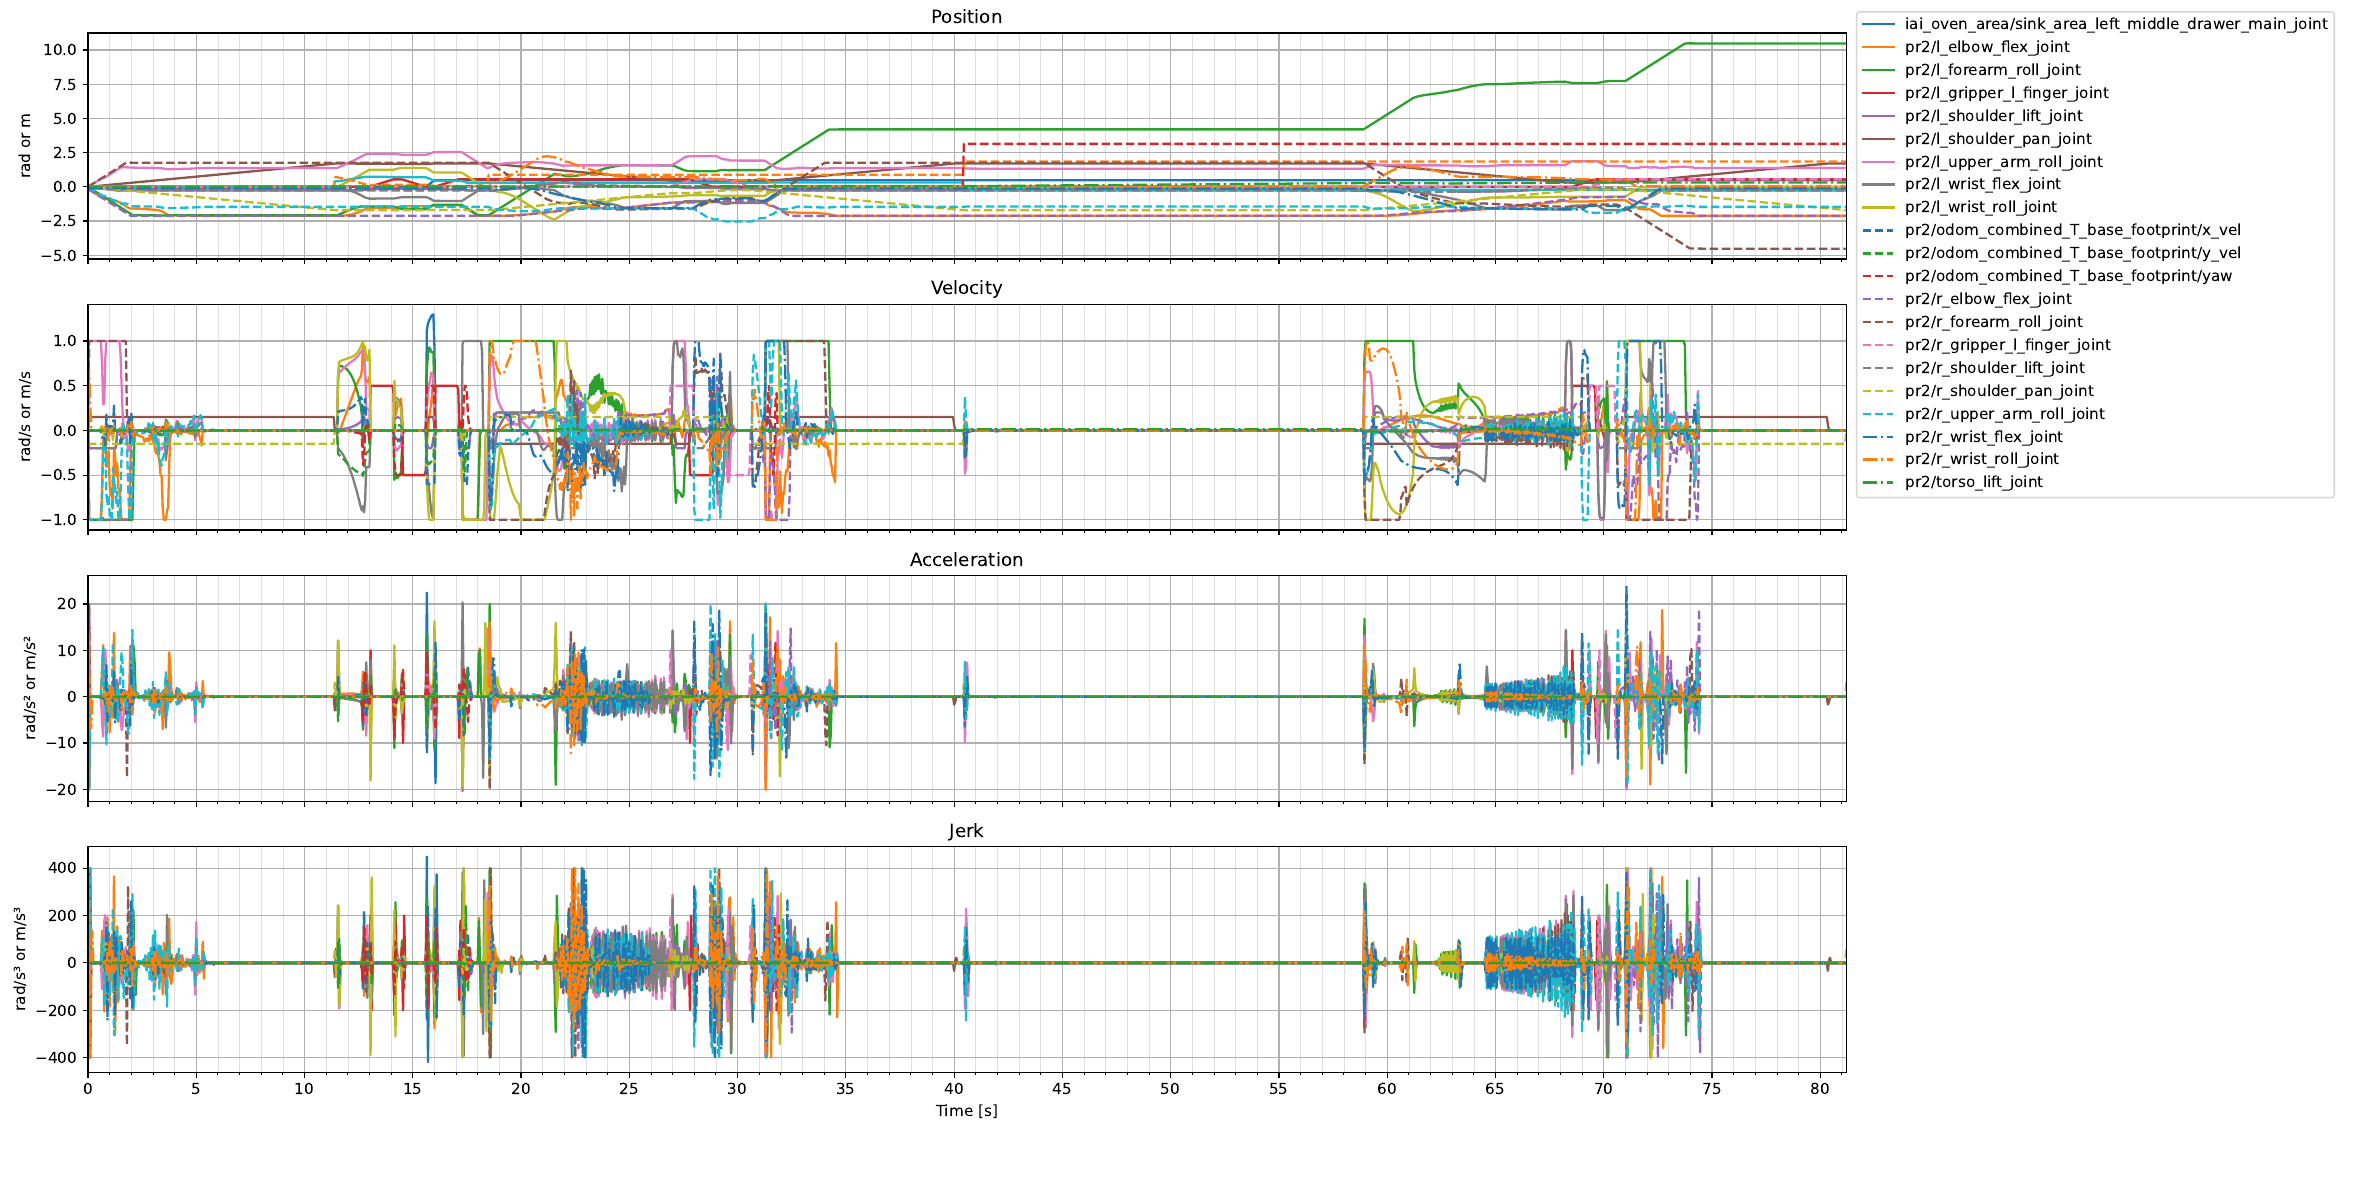 Position
10.0
7.5
5.0
2.5
0.0
−2.5
−5.0
rad or m
Velocity
1.0
0.5
0.0
−0.5
−1.0
rad/s or m/s
Acceleration
20
10
0
−10
−20
rad/s² or m/s²
Jerk
400
200
0
−200
−400
rad/s³ or m/s³
0 5 10 15 20 25 30 35 40 45 50 55 60 65 70 75 80
Time [s]
iai_oven_area/sink_area_left_middle_drawer_main_joint
pr2/l_elbow_flex_joint
pr2/l_forearm_roll_joint
pr2/l_gripper_l_finger_joint
pr2/l_shoulder_lift_joint
pr2/l_shoulder_pan_joint
pr2/l_upper_arm_roll_joint
pr2/l_wrist_flex_joint
pr2/l_wrist_roll_joint
pr2/odom_combined_T_base_footprint/x_vel
pr2/odom_combined_T_base_footprint/y_vel
pr2/odom_combined_T_base_footprint/yaw
pr2/r_elbow_flex_joint
pr2/r_forearm_roll_joint
pr2/r_gripper_l_finger_joint
pr2/r_shoulder_lift_joint
pr2/r_shoulder_pan_joint
pr2/r_upper_arm_roll_joint
pr2/r_wrist_flex_joint
pr2/r_wrist_roll_joint
pr2/torso_lift_joint